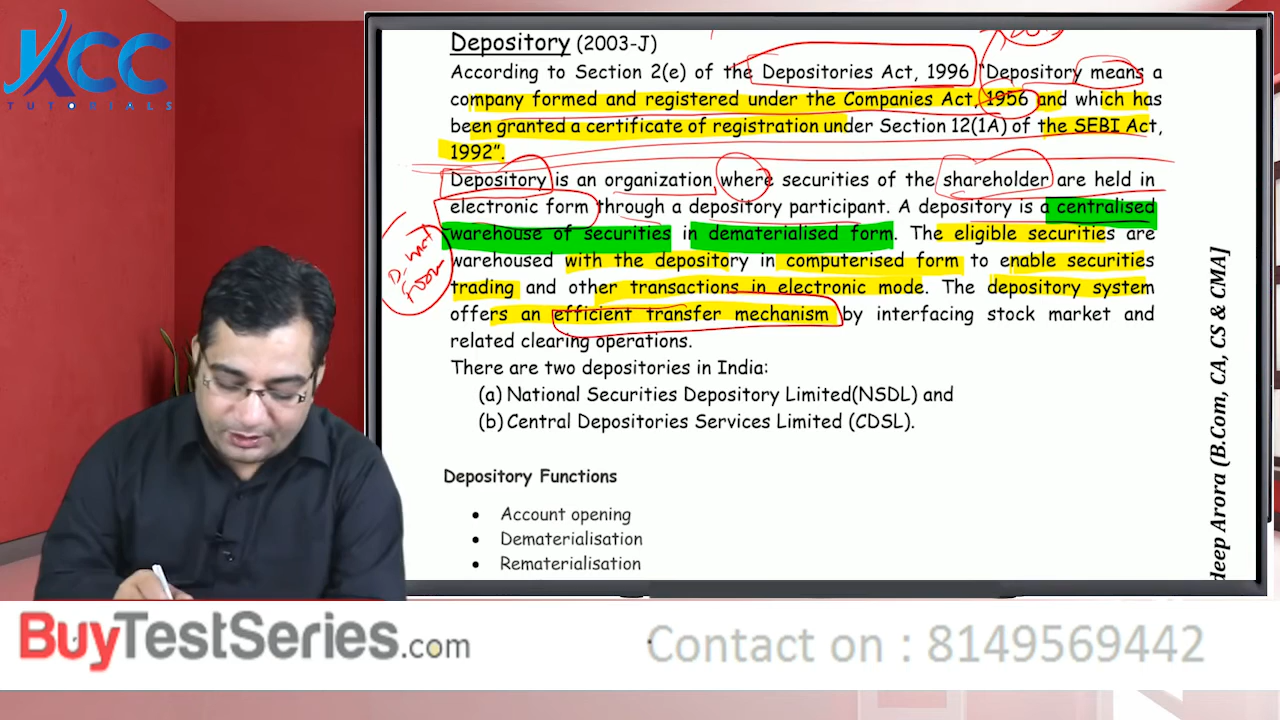 JKCC
TUTORIALS
Depository (2003-J)
According to Section 2(e) of the Depositories Act, 1996 "Depository means a
company formed and registered under the Companies Act, 1956 and which has
been granted a certificate of registration under Section 12(1A) of the SEBI Act,
1992".
Depository is an organization where securities of the shareholder are held in
electronic form through a depository participant. A depository is a centralised
warehouse of securities in dematerialised form. The eligible securities are
warehoused with the depository in computerised form to enable securities
trading and other transactions in electronic mode. The depository system
offers an efficient transfer mechanism by interfacing stock market and
related clearing operations.
There are two depositories in India:
(a) National Securities Depository Limited(NSDL) and
(b) Central Depositories Services Limited (CDSL).
Depository Functions
• Account opening
• Dematerialisation
• Rematerialisation
D.mat
Form
deep Arora (B.Com, CA, CS & CMA]
BuyTestSeries.com
Contact on : 8149569442